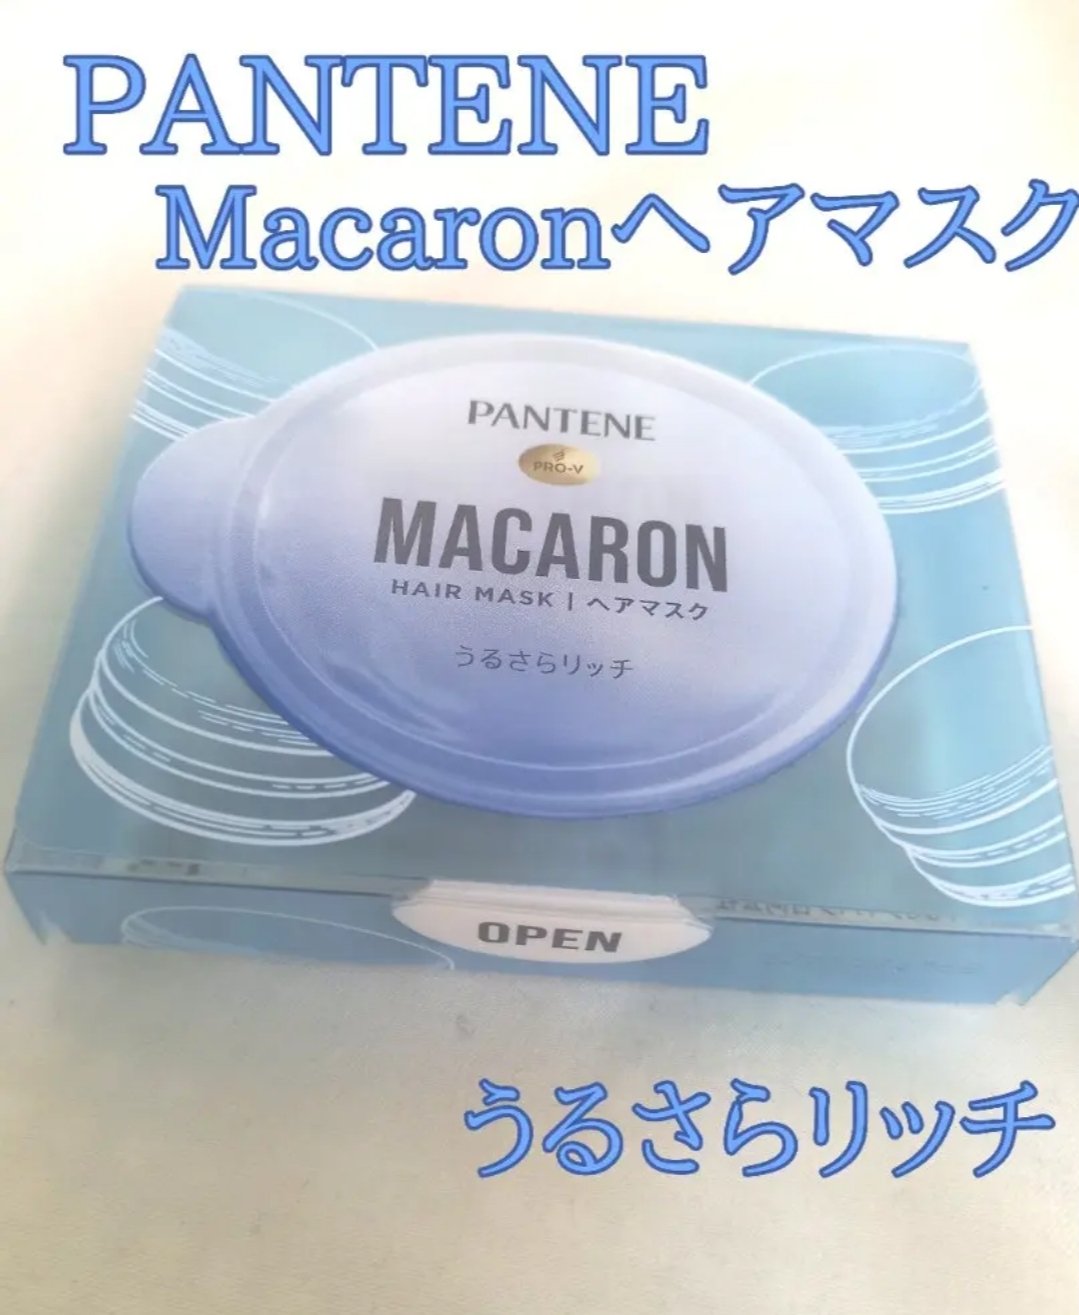 PANTENE
Macaronヘアマスク
PANTENE
PRO-V
MACARON
HAIR MASK | ヘアマスク
うるさらリッチ
OPEN
うるさらリッチ